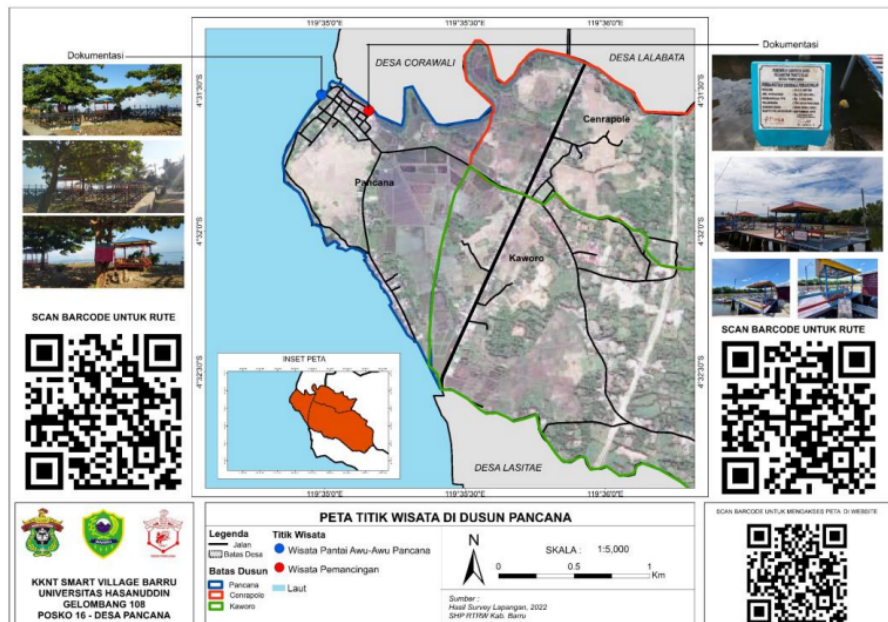 119°35'0"E
119°35'30"E
119°36'0"E
Dokumentasi
Dokumentasi
DESA CORAWALI
DESA LALABATA
4°31'30"S
4°31'30"S
Cenrapole
Pancana
4°32'0"S
4°32'0"S
Kaworo
SCAN BARCODE UNTUK RUTE
SCAN BARCODE UNTUK RUTE
INSET PETA
4°32'30"S
4°32'30"S
DESA LASITAE
119°35'0"E
119°35'30"E
119°36'0"E
KKNT SMART VILLAGE BARRU
UNIVERSITAS HASANUDDIN
GELOMBANG 108
POSKO 16 - DESA PANCANA
PETA TITIK WISATA DI DUSUN PANCANA
Legenda
Jalan
Batas Desa
Batas Dusun
Pancana
Cenrapole
Kaworo
Titik Wisata
Wisata Pantai Awu-Awu Pancana
Wisata Pemancingan
Laut
N
SKALA : 1:5,000
0 0.5 1
Km
Sumber :
Hasil Survey Lapangan, 2022
SHP RTRW Kab. Barru
SCAN BARCODE UNTUK MENGAKSES PETA DI WEBSITE